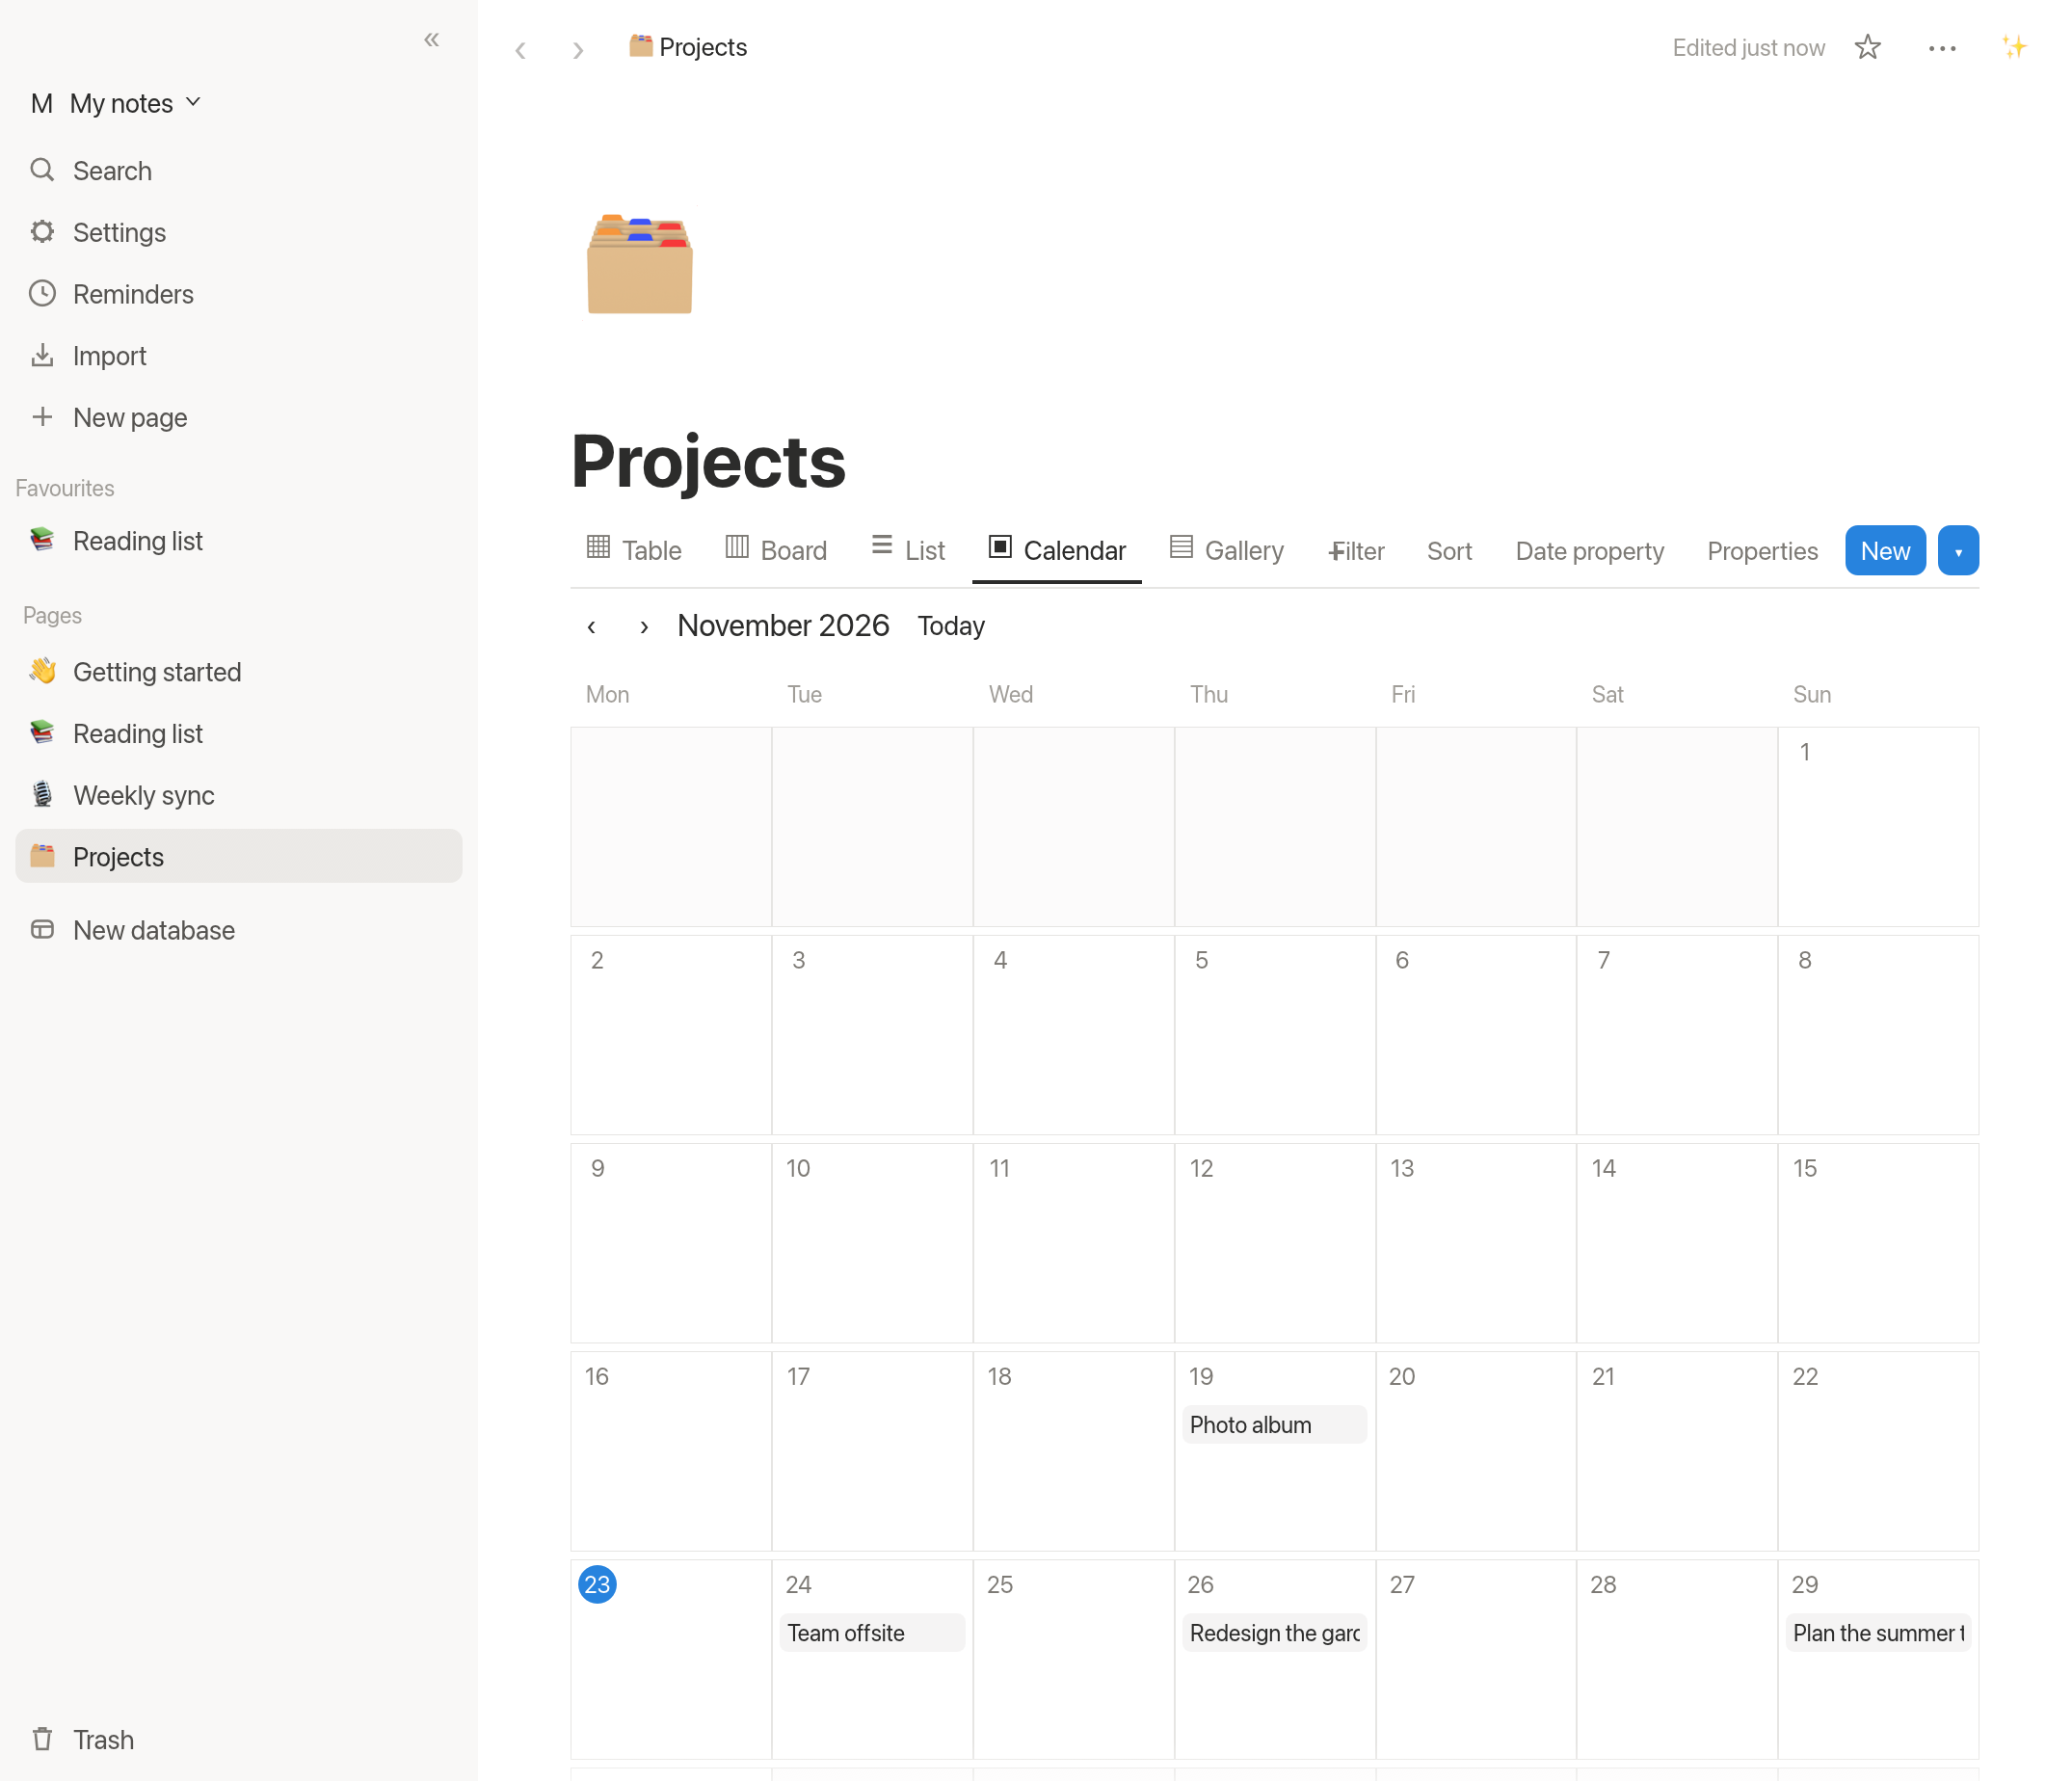 M My notes
Search
Settings
Reminders
Import
New page
Favourites
Reading list
Pages
Getting started
Reading list
Weekly sync
Projects
New database
Trash
Projects
Edited just now
Projects
Table Board List Calendar Gallery Filter Sort Date property Properties New
November 2026 Today
Mon Tue Wed Thu Fri Sat Sun
1
2 3 4 5 6 7 8
9 10 11 12 13 14 15
16 17 18 19 20 21 22
Photo album
23 24 25 26 27 28 29
Team offsite Redesign the Plan the summer